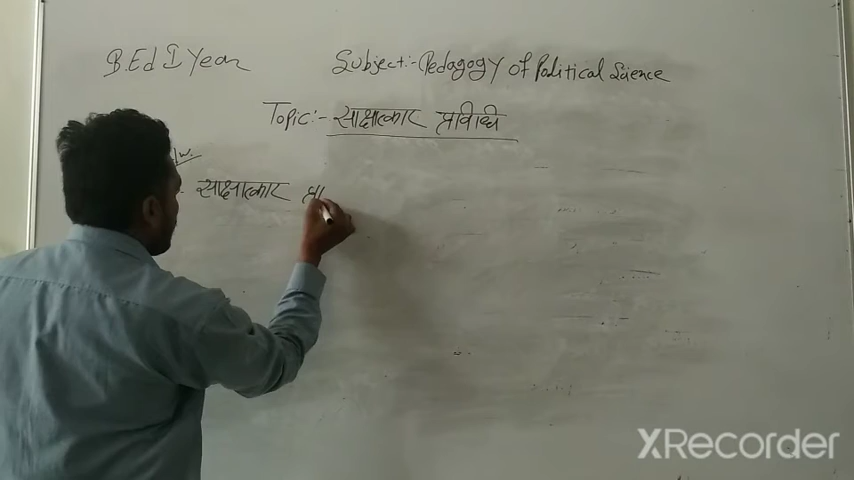 B.Ed I Year
Subject:- Pedagogy of Political Science
Topic:- साक्षात्कार प्रविधि
साक्षात्कार प्रा
XRecorder